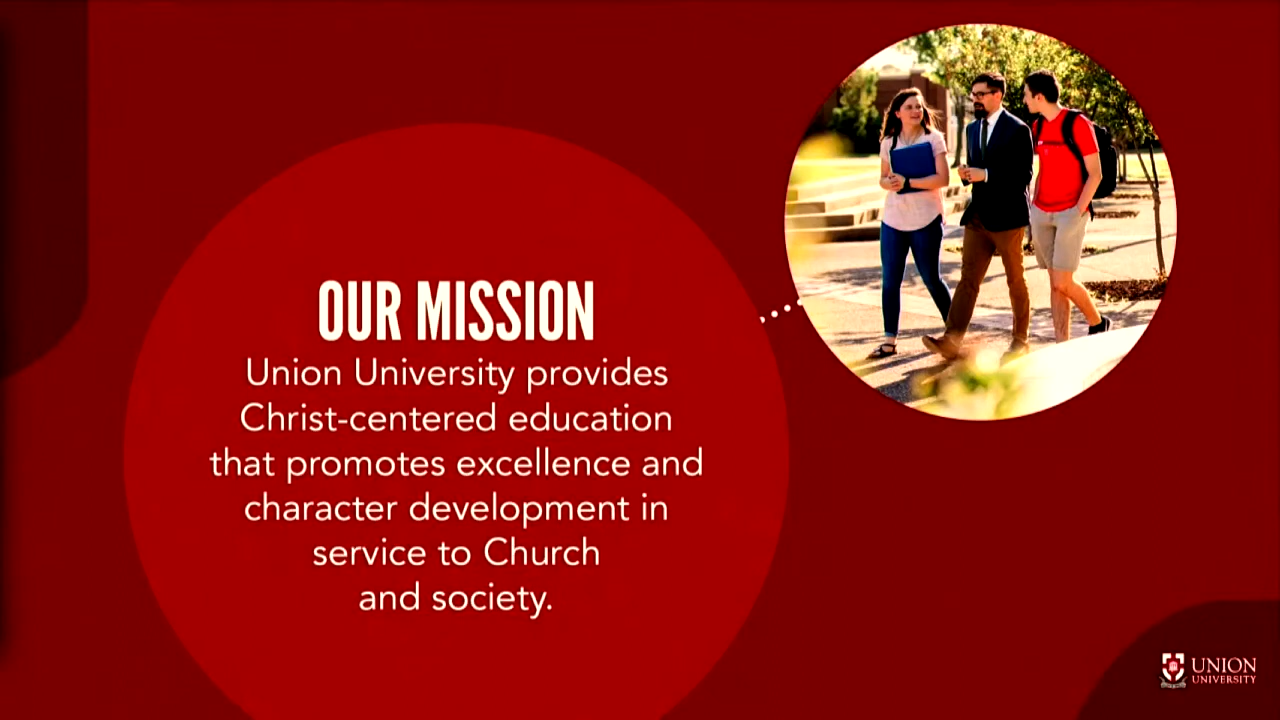 OUR MISSION
Union University provides
Christ-centered education
that promotes excellence and
character development in
service to Church
and society.
UNION
UNIVERSITY